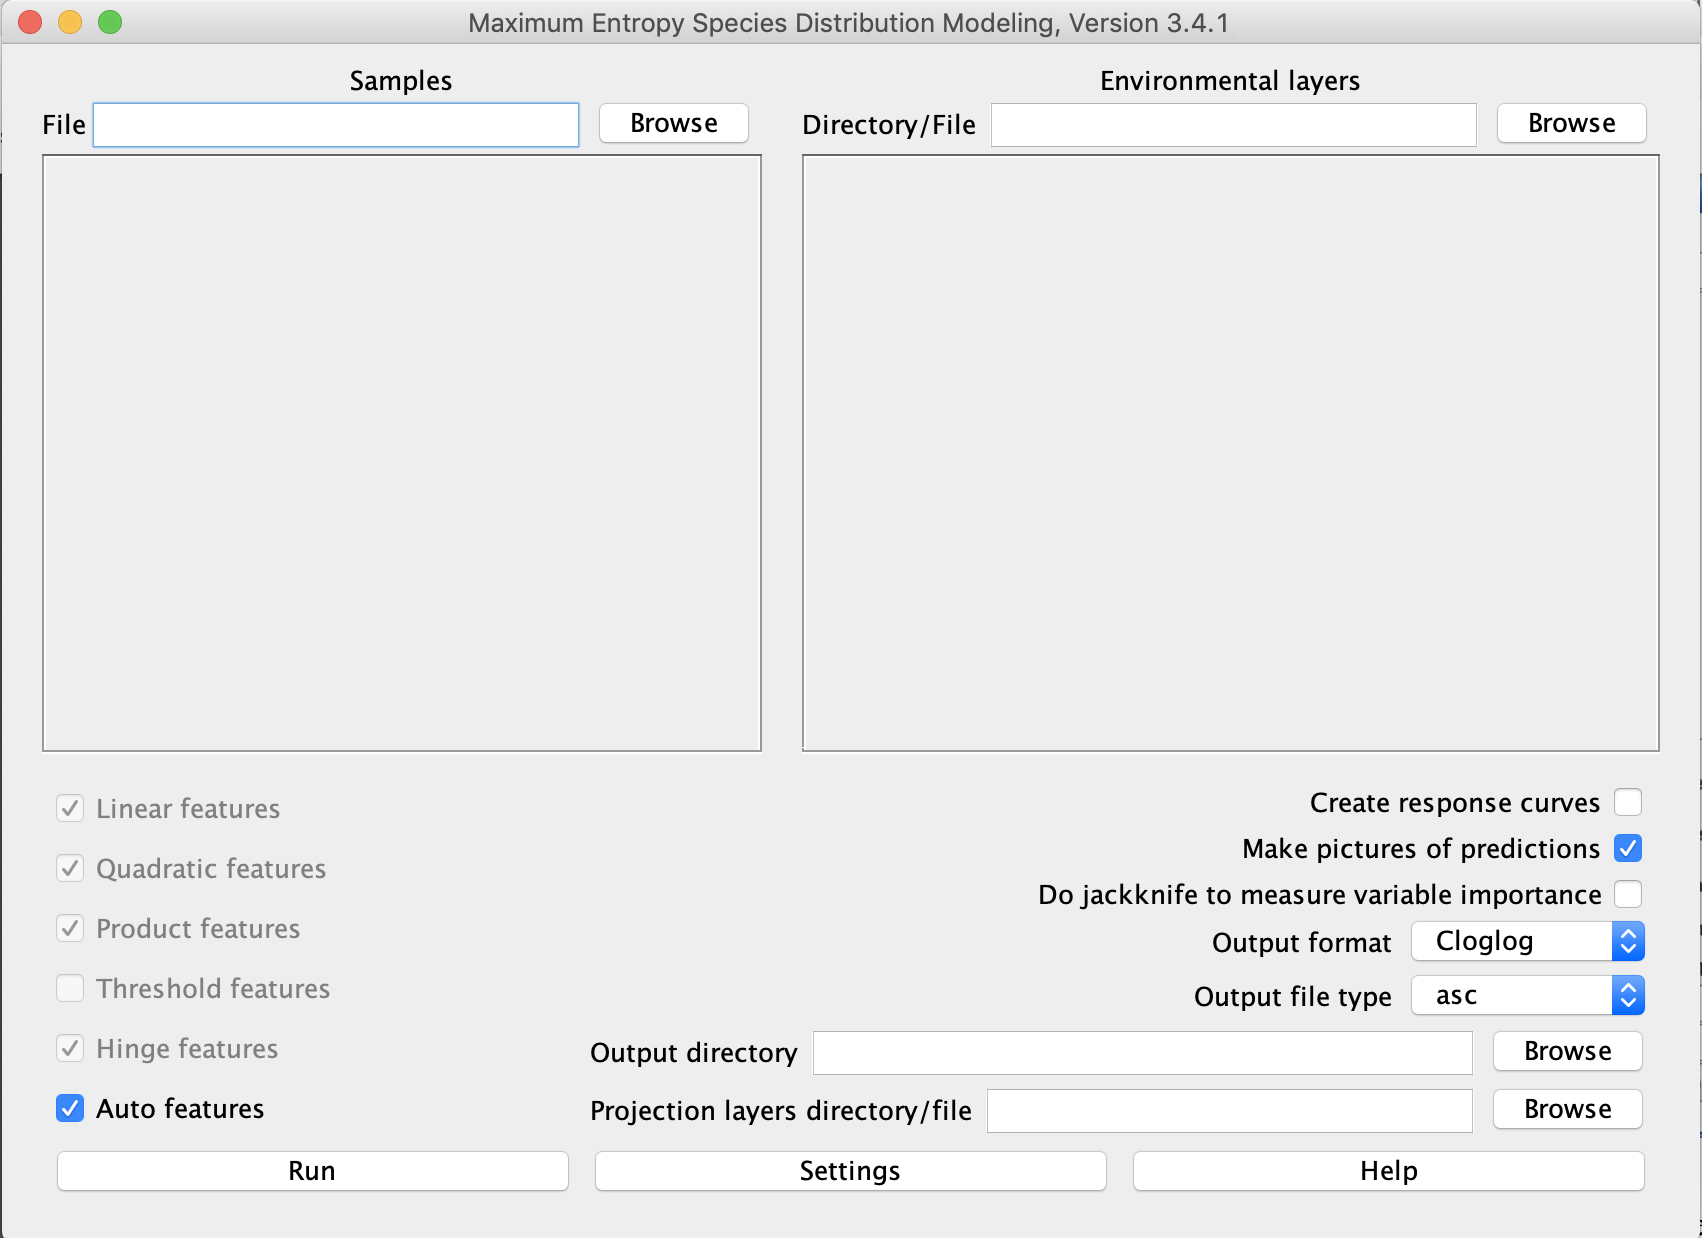 Maximum Entropy Species Distribution Modeling, Version 3.4.1
Samples
File
Browse
Environmental layers
Directory/File
Browse
Linear features
Quadratic features
Product features
Threshold features
Hinge features
Auto features
Create response curves
Make pictures of predictions
Do jackknife to measure variable importance
Output format Cloglog
Output file type asc
Output directory Browse
Projection layers directory/file Browse
Run Settings Help